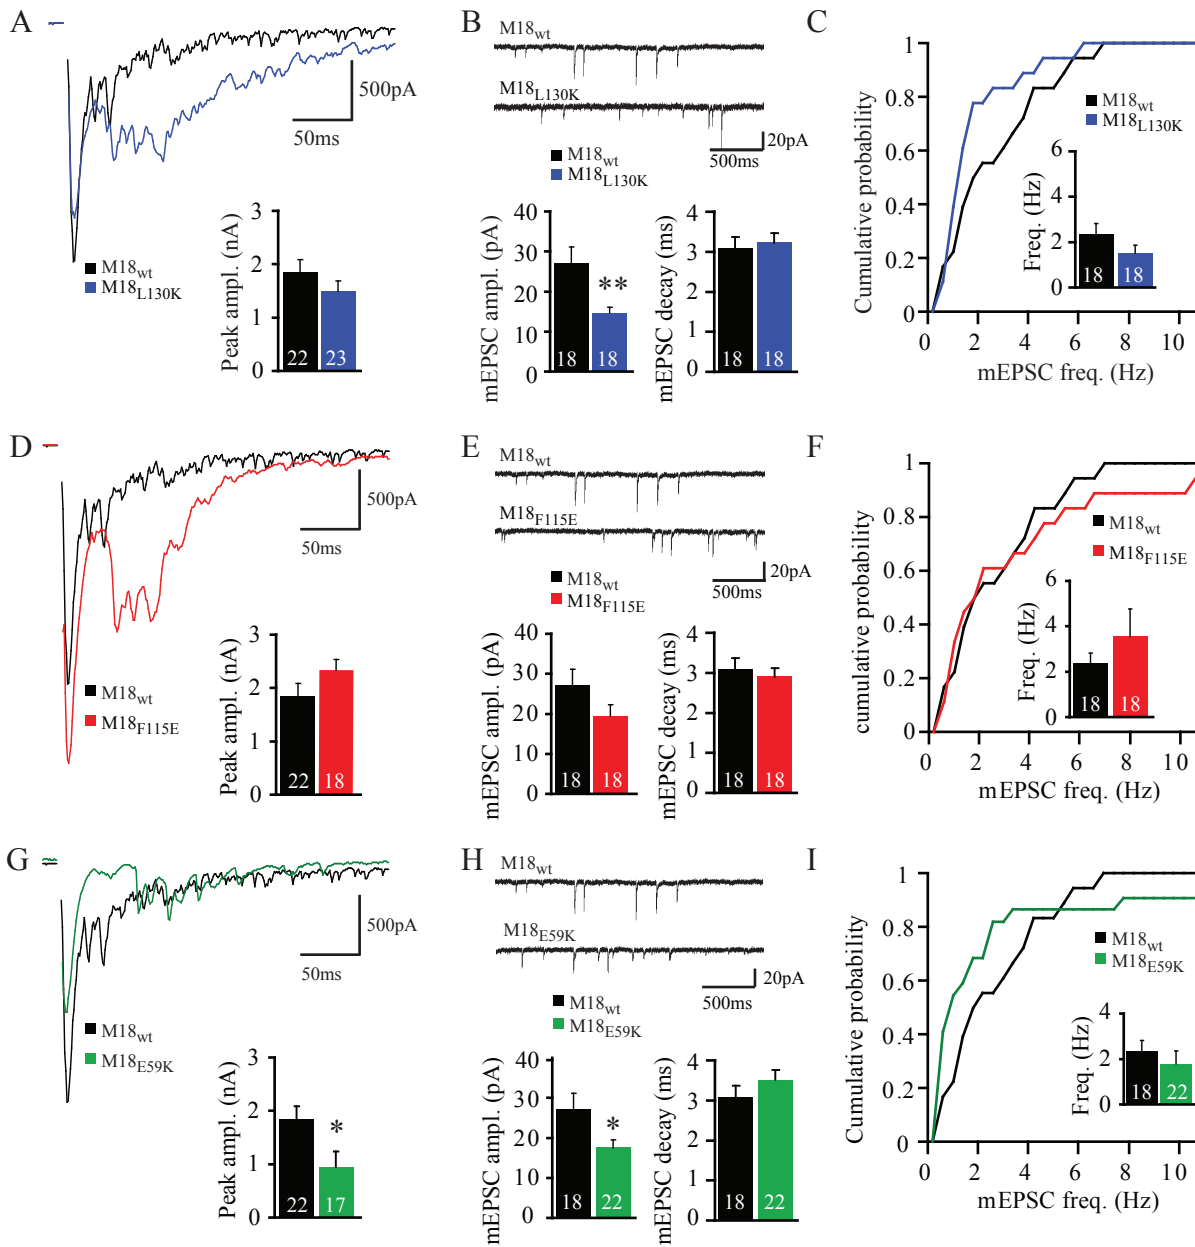 A
500pA
50ms
M18wt
M18L130K
Peak ampl. (nA)
3
2
1
0
22
23
B
M18wt
M18L130K
20pA
500ms
M18wt
M18L130K
mEPSC ampl. (pA)
40
30
20
10
0
18
18
**
mEPSC decay (ms)
4
3
2
1
0
18
18
C
Cumulative probability
1
0.8
0.6
0.4
0.2
0
0
2
4
6
8
10
mEPSC freq. (Hz)
M18wt
M18L130K
Freq. (Hz)
6
4
2
0
18
18
D
500pA
50ms
M18wt
M18F115E
Peak ampl. (nA)
3
2
1
0
22
18
E
M18wt
M18F115E
20pA
500ms
M18wt
M18F115E
mEPSC ampl. (pA)
40
30
20
10
0
18
18
mEPSC decay (ms)
4
3
2
1
0
18
18
F
cumulative probability
1
0.8
0.6
0.4
0.2
0
0
2
4
6
8
10
mEPSC freq. (Hz)
M18wt
M18F115E
Freq. (Hz)
6
4
2
0
18
18
G
500pA
50ms
M18wt
M18E59K
Peak ampl. (nA)
3
2
1
0
22
17
*
H
M18wt
M18E59K
20pA
500ms
M18wt
M18E59K
mEPSC ampl. (pA)
40
30
20
10
0
18
22
*
mEPSC decay (ms)
4
3
2
1
0
18
22
I
Cumulative probability
1
0.8
0.6
0.4
0.2
0
0
2
4
6
8
10
mEPSC freq. (Hz)
M18wt
M18E59K
Freq. (Hz)
4
2
0
18
22